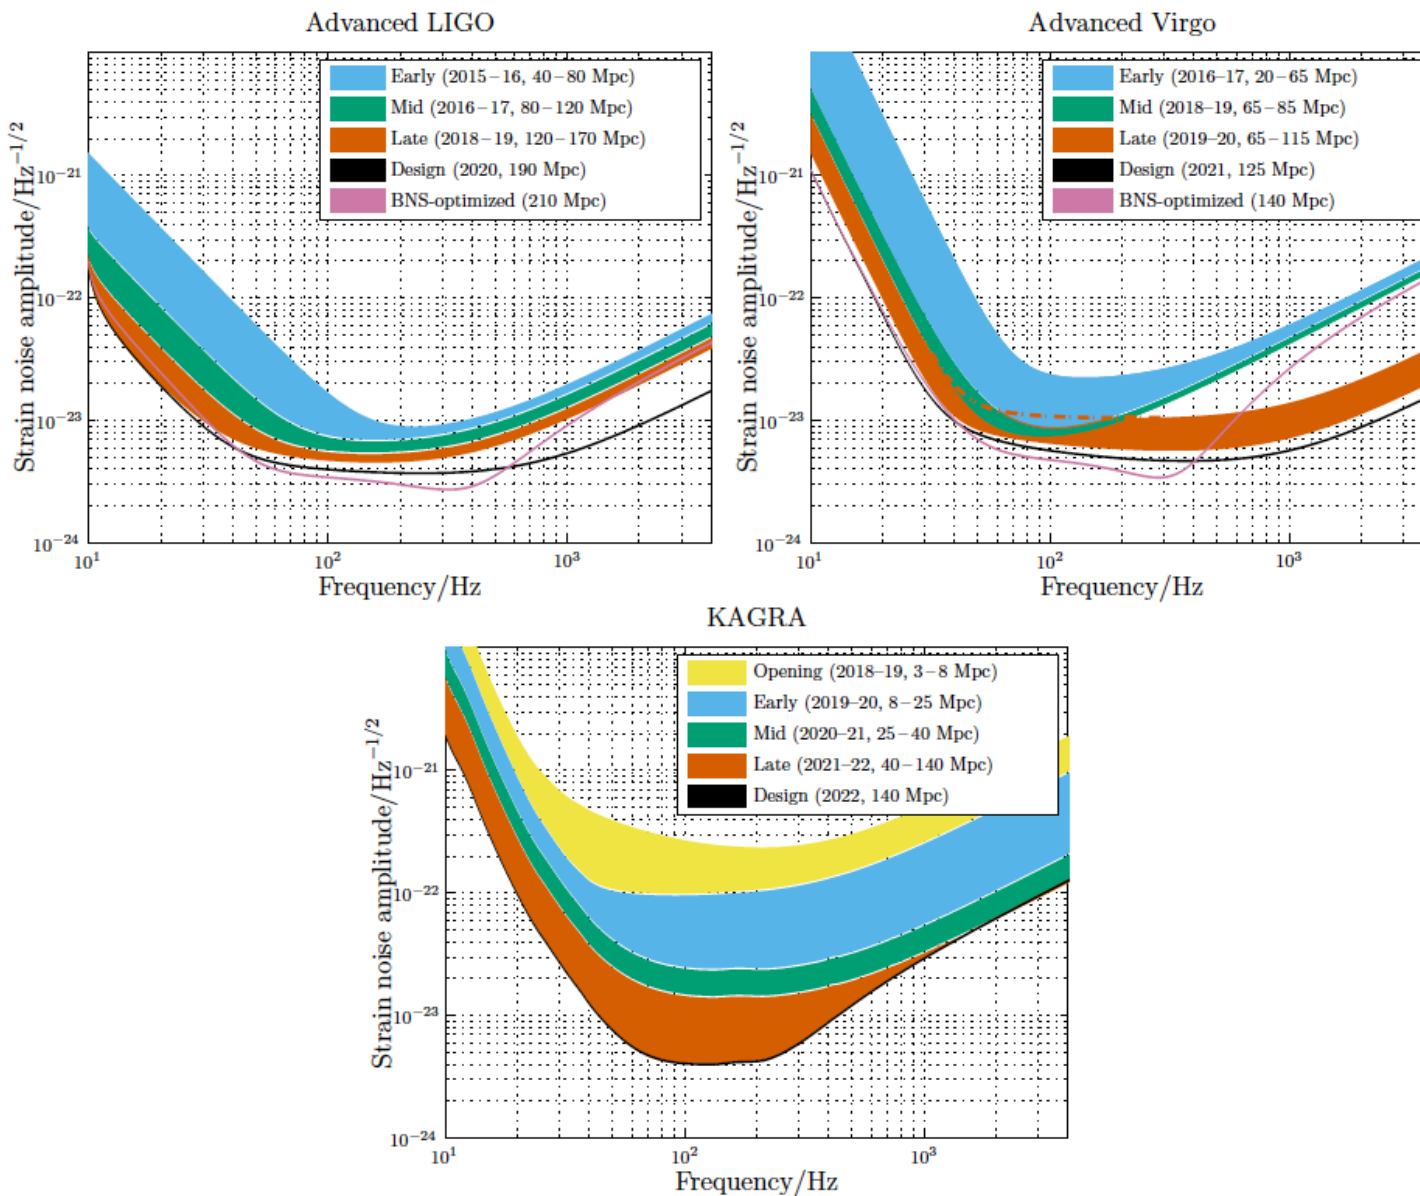 Advanced LIGO
Strain noise amplitude/Hz^{-1/2}
10^{-21}
10^{-22}
10^{-23}
10^{-24}
Early (2015–16, 40–80 Mpc)
Mid (2016–17, 80–120 Mpc)
Late (2018–19, 120–170 Mpc)
Design (2020, 190 Mpc)
BNS-optimized (210 Mpc)
10^1 10^2 10^3
Frequency/Hz
Advanced Virgo
Strain noise amplitude/Hz^{-1/2}
10^{-21}
10^{-22}
10^{-23}
10^{-24}
Early (2016–17, 20–65 Mpc)
Mid (2018–19, 65–85 Mpc)
Late (2019–20, 65–115 Mpc)
Design (2021, 125 Mpc)
BNS-optimized (140 Mpc)
10^1 10^2 10^3
Frequency/Hz
KAGRA
Strain noise amplitude/Hz^{-1/2}
10^{-21}
10^{-22}
10^{-23}
10^{-24}
Opening (2018–19, 3–8 Mpc)
Early (2019–20, 8–25 Mpc)
Mid (2020–21, 25–40 Mpc)
Late (2021–22, 40–140 Mpc)
Design (2022, 140 Mpc)
10^1 10^2 10^3
Frequency/Hz